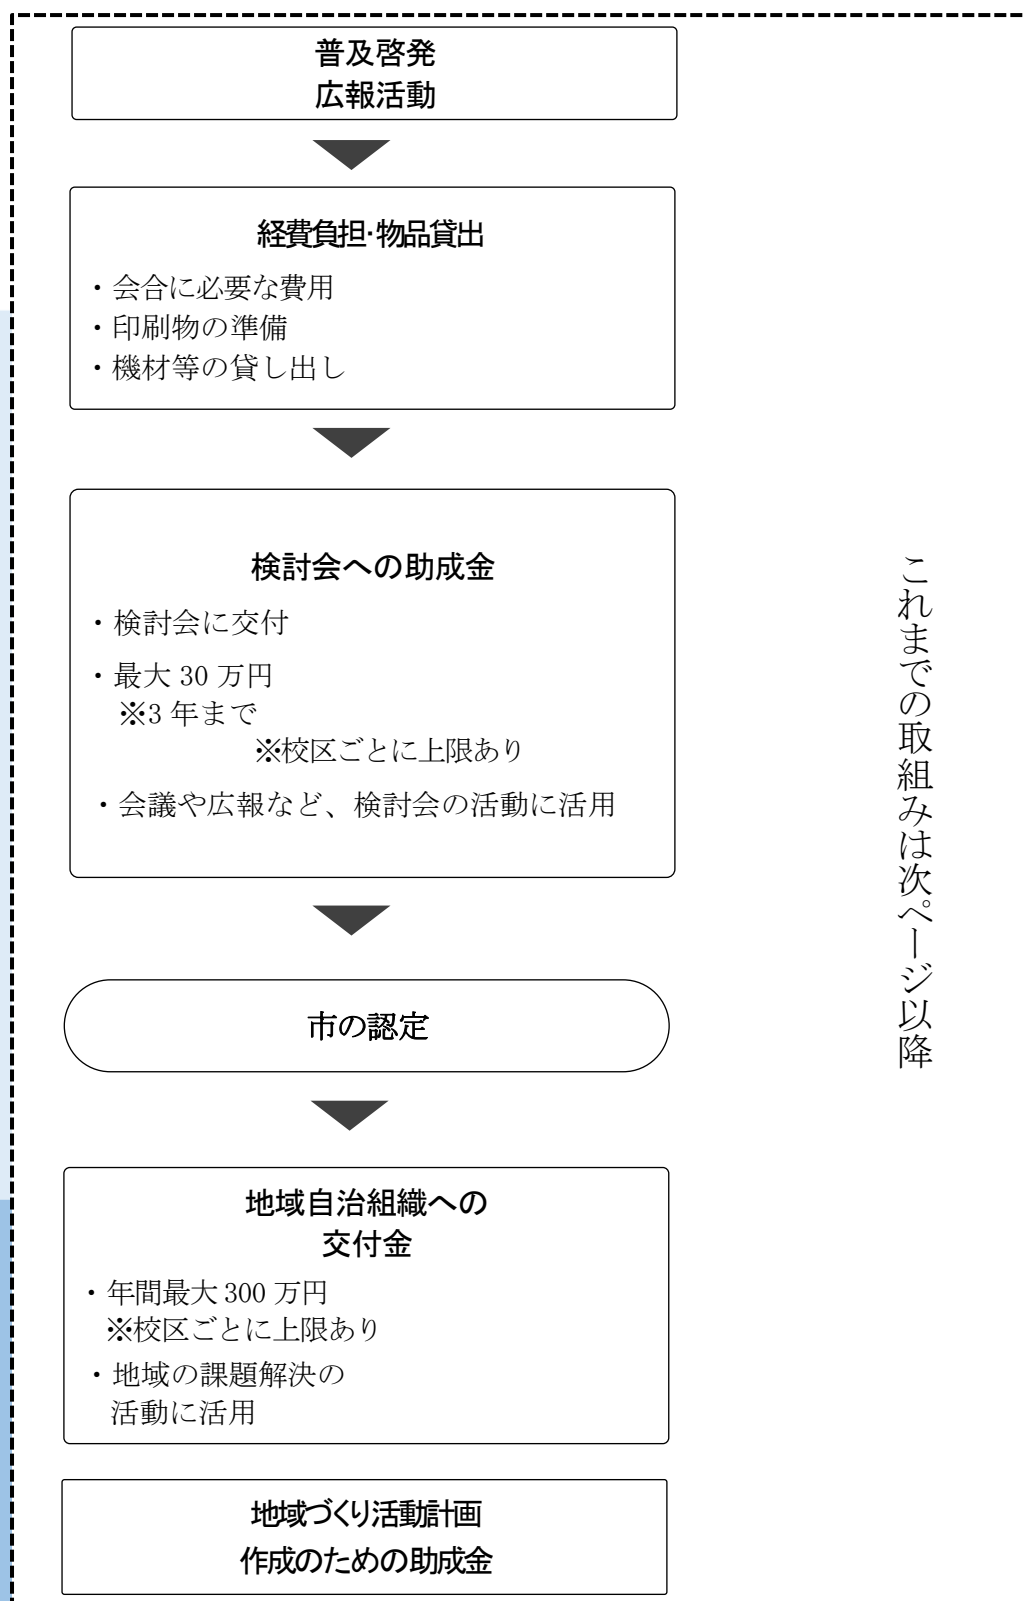 普及啓発
広報活動
経費負担・物品貸出
・会合に必要な費用
・印刷物の準備
・機材等の貸し出し
検討会への助成金
・検討会に交付
・最大 30 万円
※3 年まで
※校区ごとに上限あり
・会議や広報など、検討会の活動に活用
市の認定
地域自治組織への
交付金
・年間最大 300 万円
※校区ごとに上限あり
・地域の課題解決の
活動に活用
地域づくり活動計画
作成のための助成金
これまでの取組みは次ページ以降